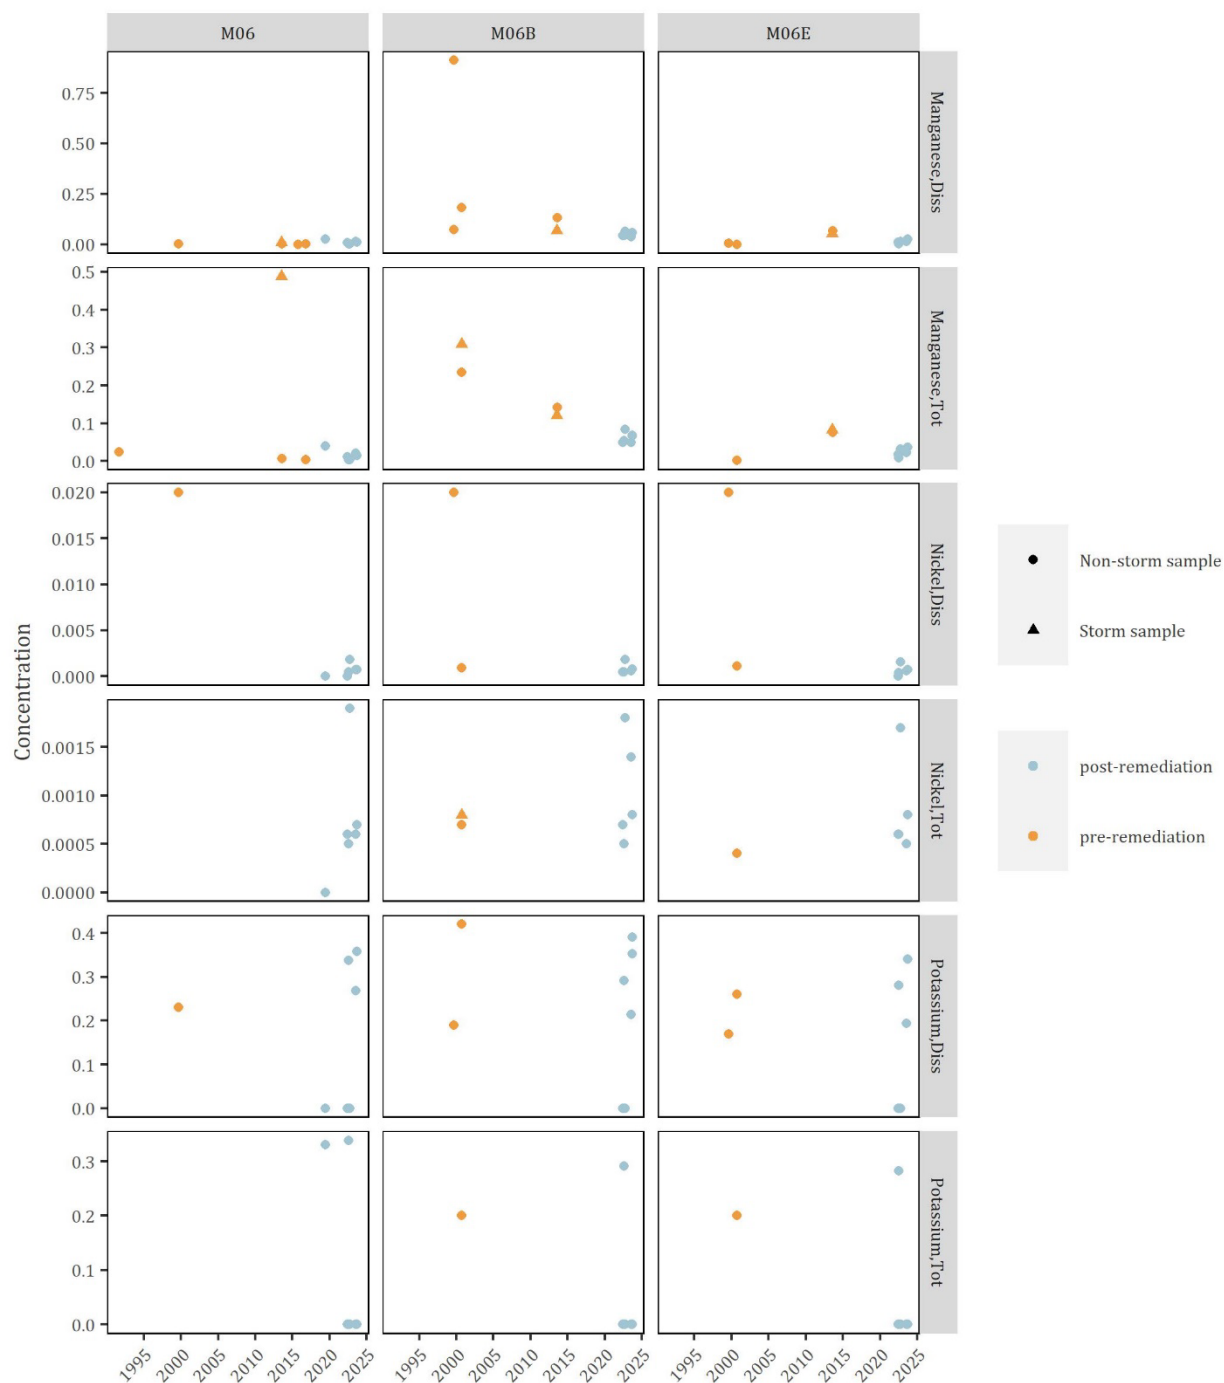 M06 M06B M06E
0.75
0.50
0.25
0.00
Manganese,Diss
0.5
0.4
0.3
0.2
0.1
0.0
Manganese,Tot
0.020
0.015
0.010
0.005
0.000
Nickel,Diss
0.0015
0.0010
0.0005
0.0000
Nickel,Tot
0.4
0.3
0.2
0.1
0.0
Potassium,Diss
0.3
0.2
0.1
0.0
Potassium,Tot
1995 2000 2005 2010 2015 2020 2025 1995 2000 2005 2010 2015 2020 2025 1995 2000 2005 2010 2015 2020 2025
Concentration
Non-storm sample
Storm sample
post-remediation
pre-remediation